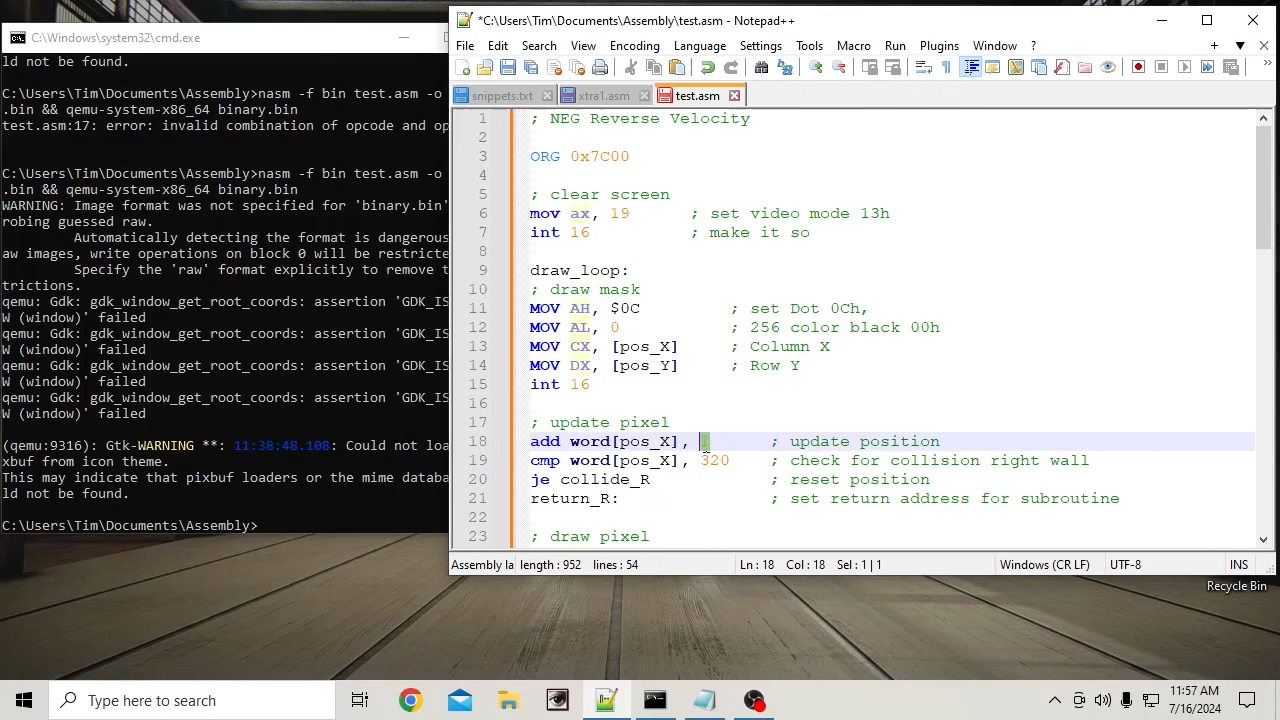 C:\Windows\system32\cmd.exe
ld not be found.
C:\Users\Tim\Documents\Assembly>nasm -f bin test.asm -o
.bin && qemu-system-x86_64 binary.bin
test.asm:17: error: invalid combination of opcode and op
C:\Users\Tim\Documents\Assembly>nasm -f bin test.asm -o
.bin && qemu-system-x86_64 binary.bin
WARNING: Image format was not specified for 'binary.bin'
robing guessed raw.
Automatically detecting the format is dangerous
aw images, write operations on block 0 will be restricte
Specify the 'raw' format explicitly to remove t
trictions.
qemu: Gdk: gdk_window_get_root_coords: assertion 'GDK_IS
W (window)' failed
qemu: Gdk: gdk_window_get_root_coords: assertion 'GDK_IS
W (window)' failed
qemu: Gdk: gdk_window_get_root_coords: assertion 'GDK_IS
W (window)' failed
qemu: Gdk: gdk_window_get_root_coords: assertion 'GDK_IS
W (window)' failed
(qemu:9316): Gtk-WARNING **: 11:38:48.108: Could not loa
xbuf from icon theme.
This may indicate that pixbuf loaders or the mime databa
ld not be found.
C:\Users\Tim\Documents\Assembly>
*C:\Users\Tim\Documents\Assembly\test.asm - Notepad++
File Edit Search View Encoding Language Settings Tools Macro Run Plugins Window ?
snippets.txt xtra1.asm test.asm
1 ; NEG Reverse Velocity
2
3 ORG 0x7C00
4
5 ; clear screen
6 mov ax, 19 ; set video mode 13h
7 int 16 ; make it so
8
9 draw_loop:
10 ; draw mask
11 MOV AH, $0C ; set Dot 0Ch,
12 MOV AL, 0 ; 256 color black 00h
13 MOV CX, [pos_X] ; Column X
14 MOV DX, [pos_Y] ; Row Y
15 int 16
16
17 ; update pixel
18 add word[pos_X], 1 ; update position
19 cmp word[pos_X], 320 ; check for collision right wall
20 je collide_R ; reset position
21 return_R: ; set return address for subroutine
22
23 ; draw pixel
Assembly la length : 952 lines : 54 Ln : 18 Col : 18 Sel : 1 | 1 Windows (CR LF) UTF-8 INS
Recycle Bin
Type here to search
11:57 AM
7/16/2024